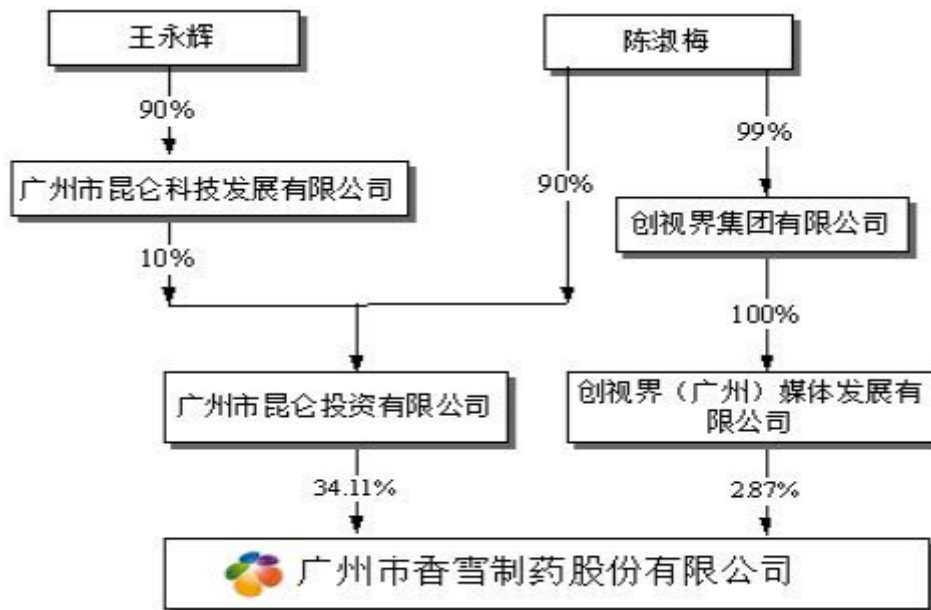 王永辉
陈淑梅
90%
99%
广州市昆仑科技发展有限公司
90%
创视界集团有限公司
10%
100%
广州市昆仑投资有限公司
创视界（广州）媒体发展有
限公司
34.11%
2.87%
广州市香雪制药股份有限公司